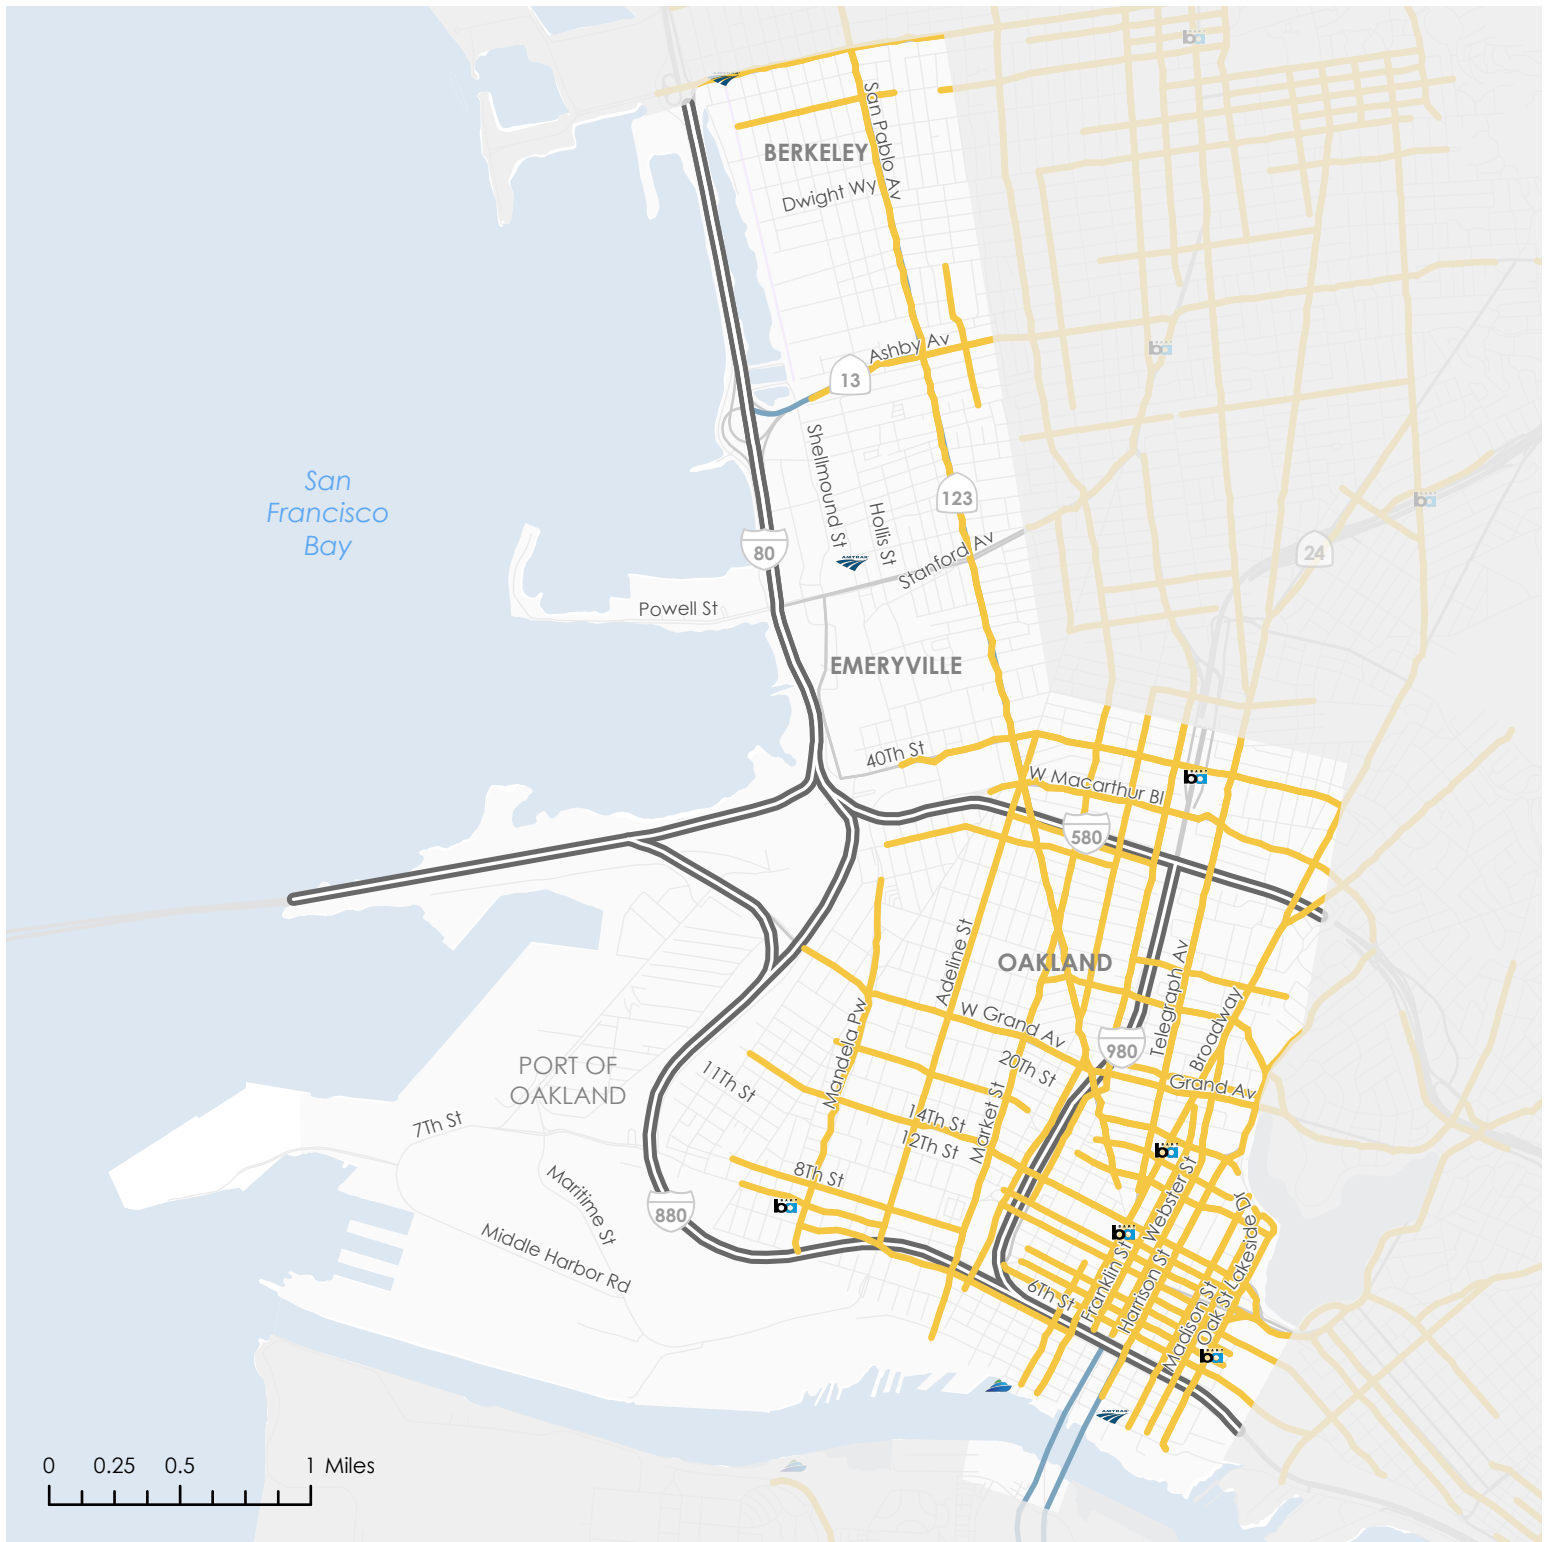 San Pablo Av
BERKELEY
Dwight Wy
Ashby Av
13
Shellmound St
San
Francisco
Bay
123
Hollis St
AMTRAK
80
Stanford Av
24
Powell St
EMERYVILLE
40Th St
W Macarthur Bl
580
Adeline St
OAKLAND
Telegraph Av
Mandela Pw
W Grand Av
Broadway
980
20Th St
PORT OF
OAKLAND
11Th St
Grand Av
7Th St
14Th St
Market St
12Th St
8Th St
Webster St
Maritime St
880
Lakeside Dr
Middle Harbor Rd
Franklin St
Harrison St
6Th St
Madison St
Oak St
AMTRAK
0 0.25 0.5 1 Miles